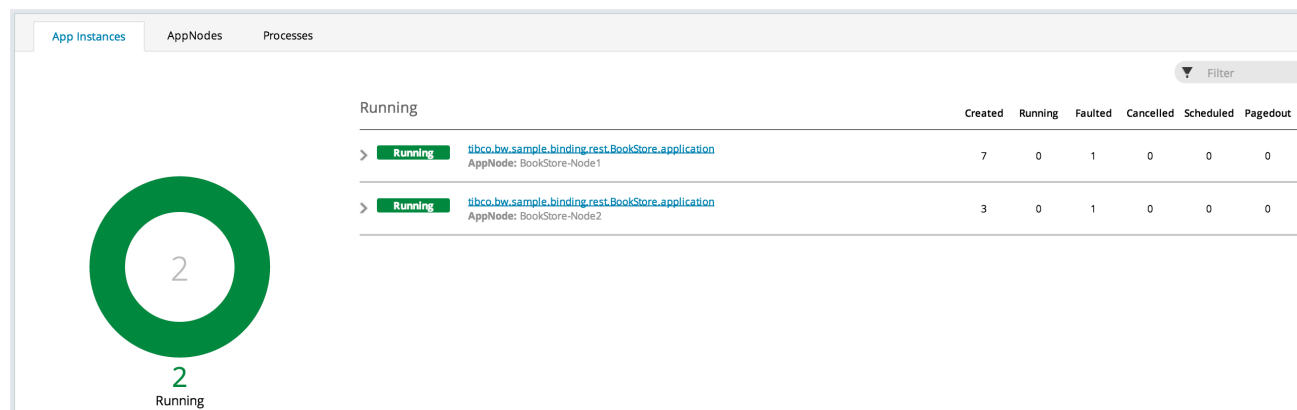 App Instances AppNodes Processes
Filter
Running Created Running Faulted Cancelled Scheduled Pagedout
Running tibco.bw.sample.binding.rest.BookStore.application 7 0 1 0 0 0
AppNode: BookStore-Node1
Running tibco.bw.sample.binding.rest.BookStore.application 3 0 1 0 0 0
AppNode: BookStore-Node2
2
2
Running